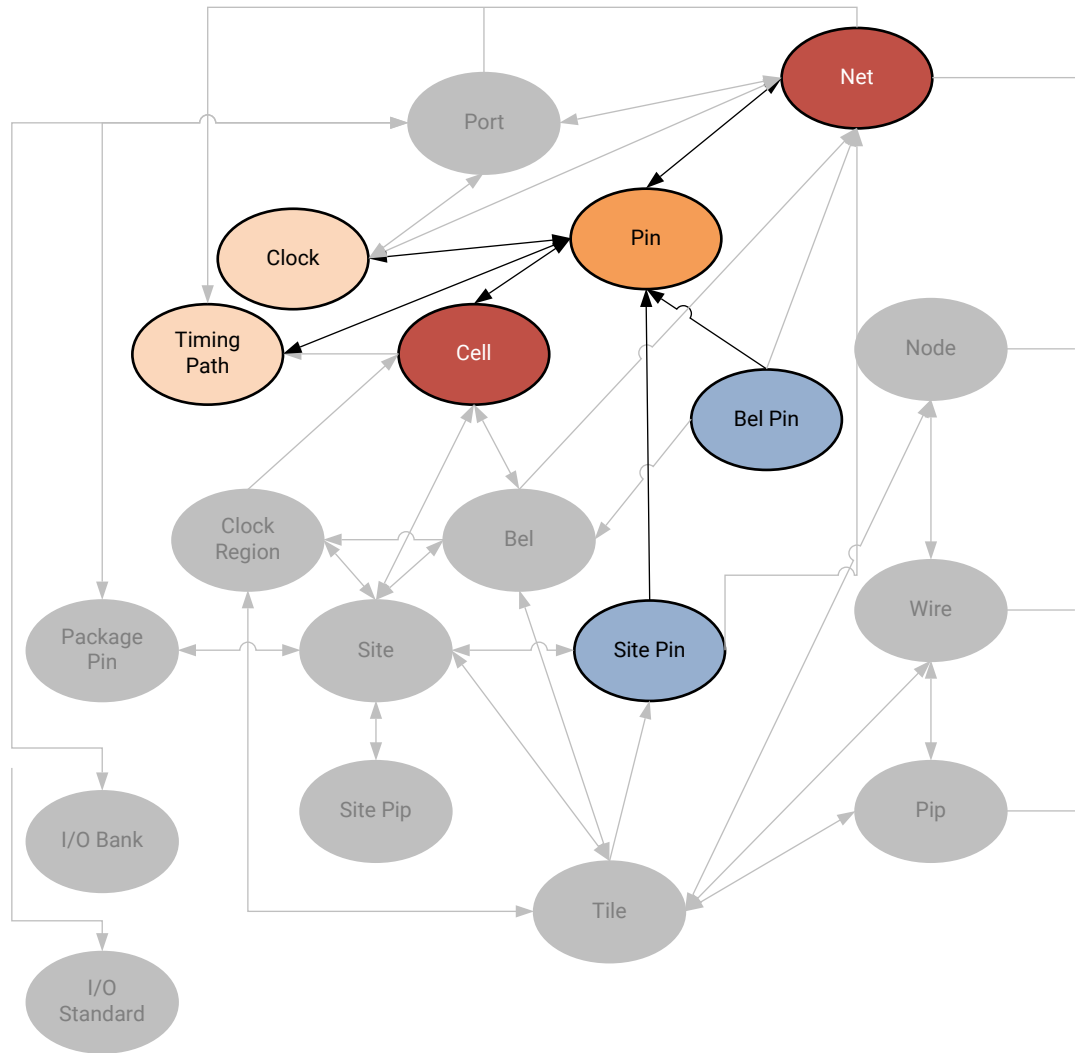 Net
Port
Pin
Clock
Timing
Path
Cell
Node
Bel Pin
Clock
Region
Bel
Package
Pin
Site
Site Pin
Wire
I/O Bank
Site Pip
Pip
Tile
I/O
Standard